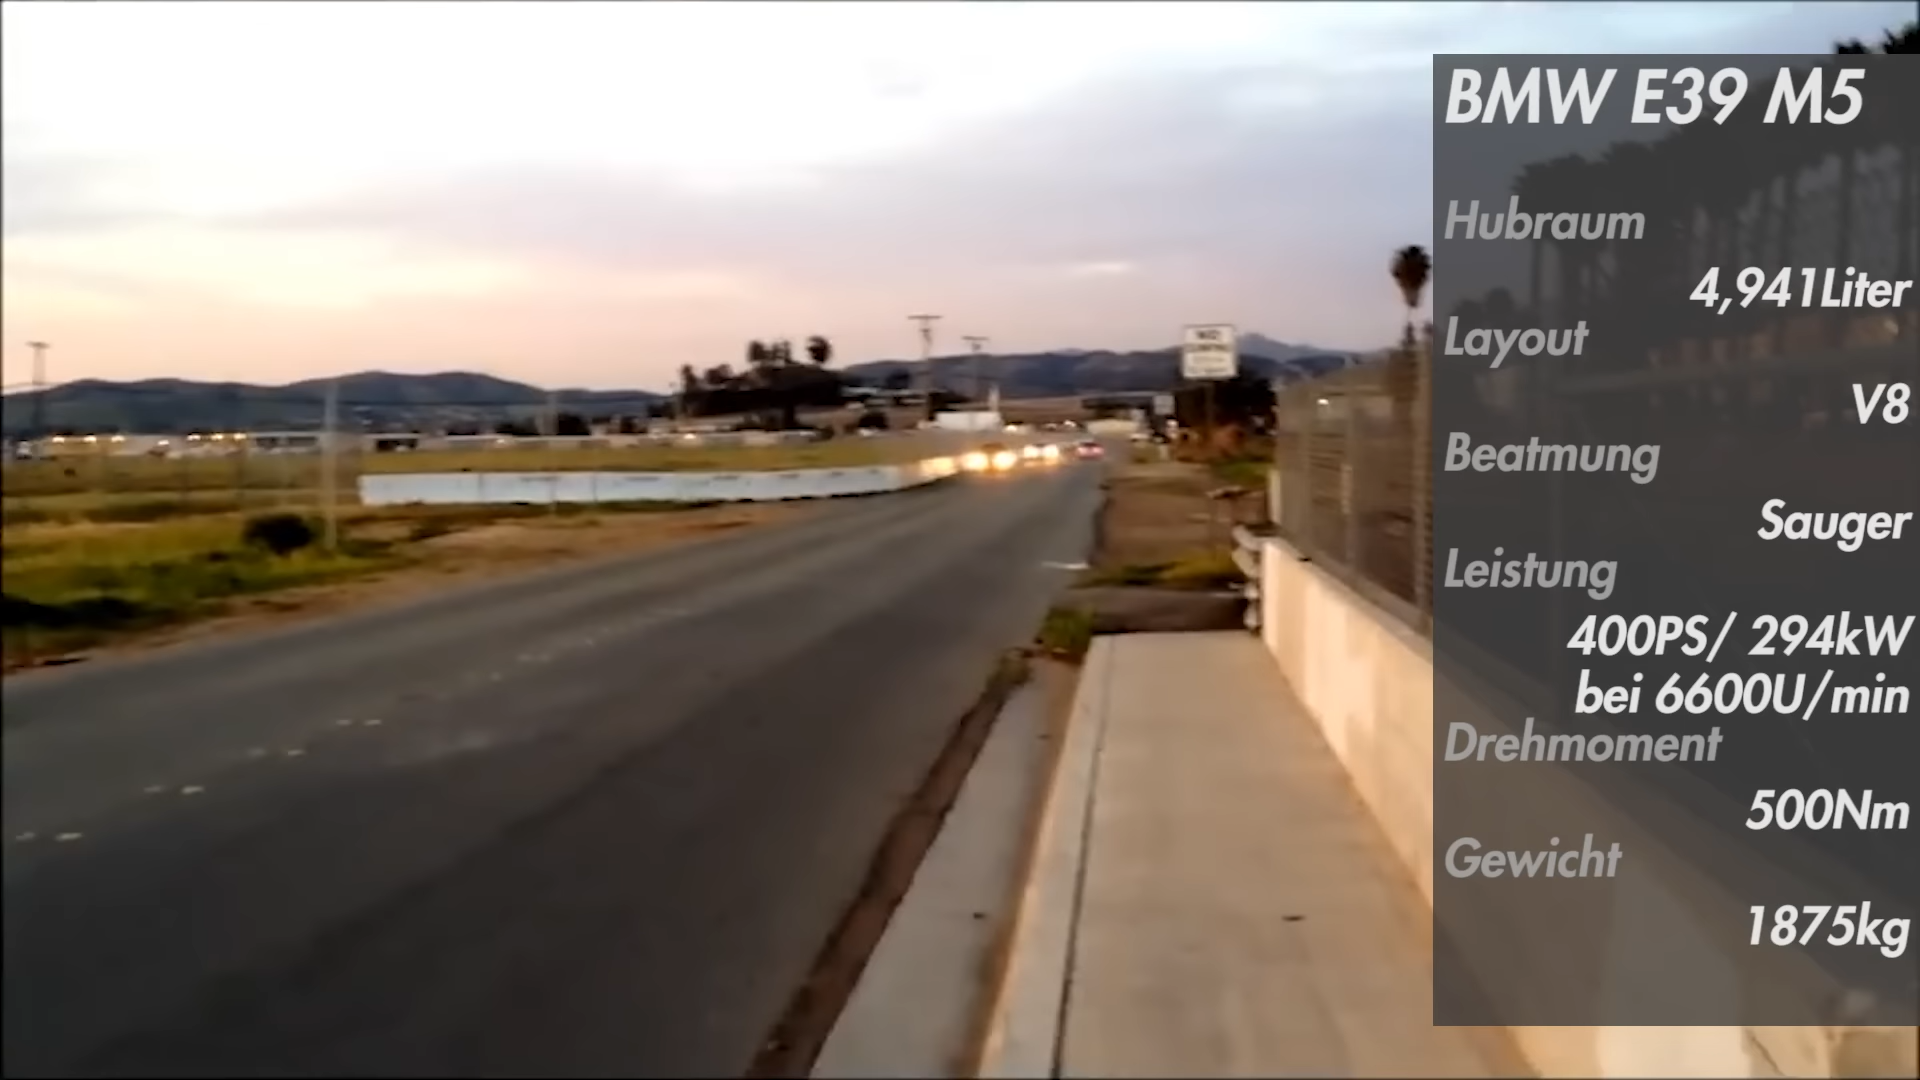 BMW E39 M5
Hubraum
4,941Liter
Layout
V8
Beatmung
Sauger
Leistung
400PS/ 294kW
bei 6600U/min
Drehmoment
500Nm
Gewicht
1875kg
NO